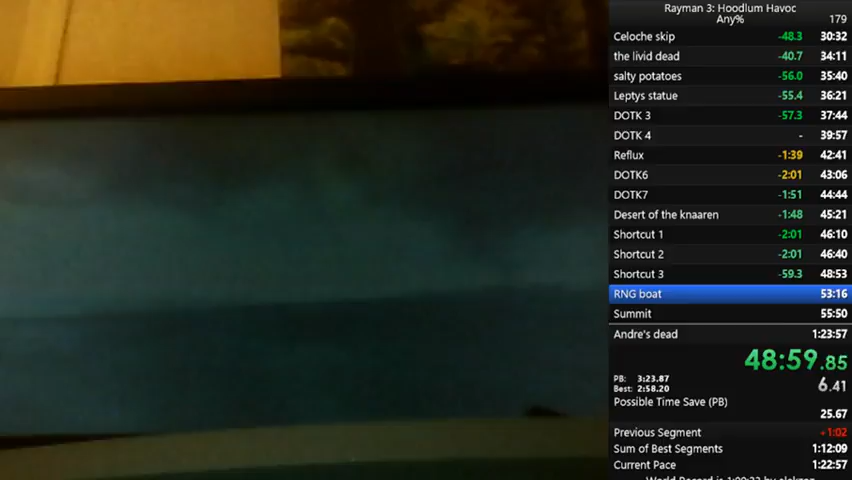 Rayman 3: Hoodlum Havoc
Any% 179
Celoche skip -48.3 30:32
the livid dead -40.7 34:11
salty potatoes -56.0 35:40
Leptys statue -55.4 36:21
DOTK 3 -57.3 37:44
DOTK 4 - 39:57
Reflux -1:39 42:41
DOTK6 -2:01 43:06
DOTK7 -1:51 44:44
Desert of the knaaren -1:48 45:21
Shortcut 1 -2:01 46:10
Shortcut 2 -2:01 46:40
Shortcut 3 -59.3 48:53
RNG boat 53:16
Summit 55:50
Andre's dead 1:23:57
48:59.85
PB: 3:23.87 6.41
Best: 2:58.20
Possible Time Save (PB)
25.67
Previous Segment +1:02
Sum of Best Segments 1:12:09
Current Pace 1:22:57
World Record is